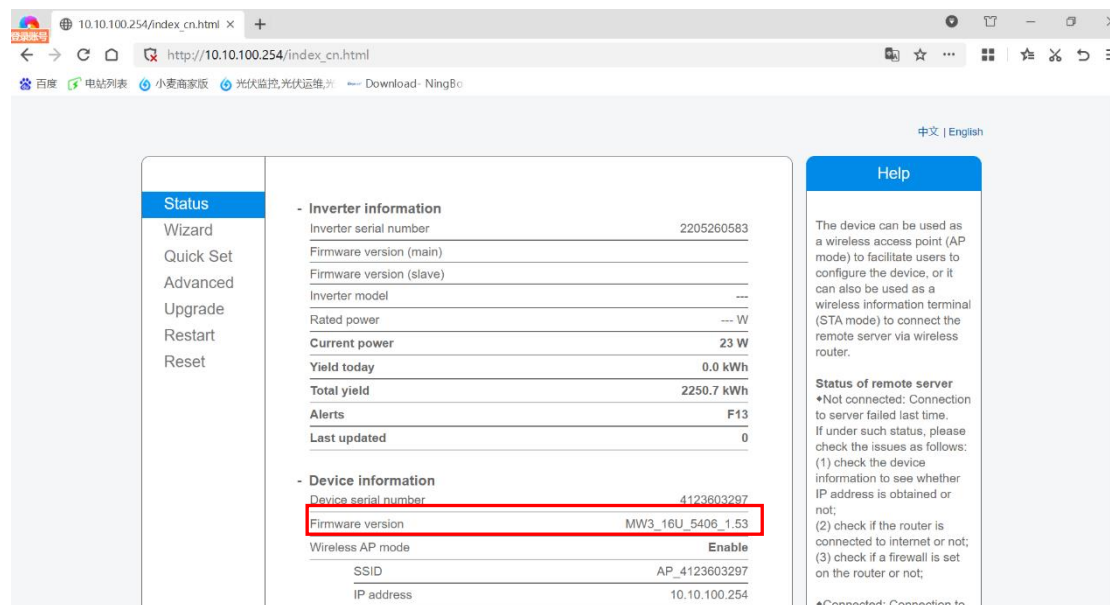 登录账号
10.10.100.254/index_cn.html
http://10.10.100.254/index_cn.html
百度 电站列表 小麦商家版 光伏监控,光伏运维,光 Download- NingBo
中文 | English
Help
Status
Wizard
Quick Set
Advanced
Upgrade
Restart
Reset
- Inverter information
Inverter serial number 2205260583
Firmware version (main)
Firmware version (slave)
Inverter model ---
Rated power --- W
Current power 23 W
Yield today 0.0 kWh
Total yield 2250.7 kWh
Alerts F13
Last updated 0
- Device information
Device serial number 4123603297
Firmware version MW3_16U_5406_1.53
Wireless AP mode Enable
SSID AP_4123603297
IP address 10.10.100.254
The device can be used as
a wireless access point (AP
mode) to facilitate users to
configure the device, or it
can also be used as a
wireless information terminal
(STA mode) to connect the
remote server via wireless
router.
Status of remote server
◆Not connected: Connection
to server failed last time.
If under such status, please
check the issues as follows:
(1) check the device
information to see whether
IP address is obtained or
not;
(2) check if the router is
connected to internet or not;
(3) check if a firewall is set
on the router or not;
◆Connected: Connection to